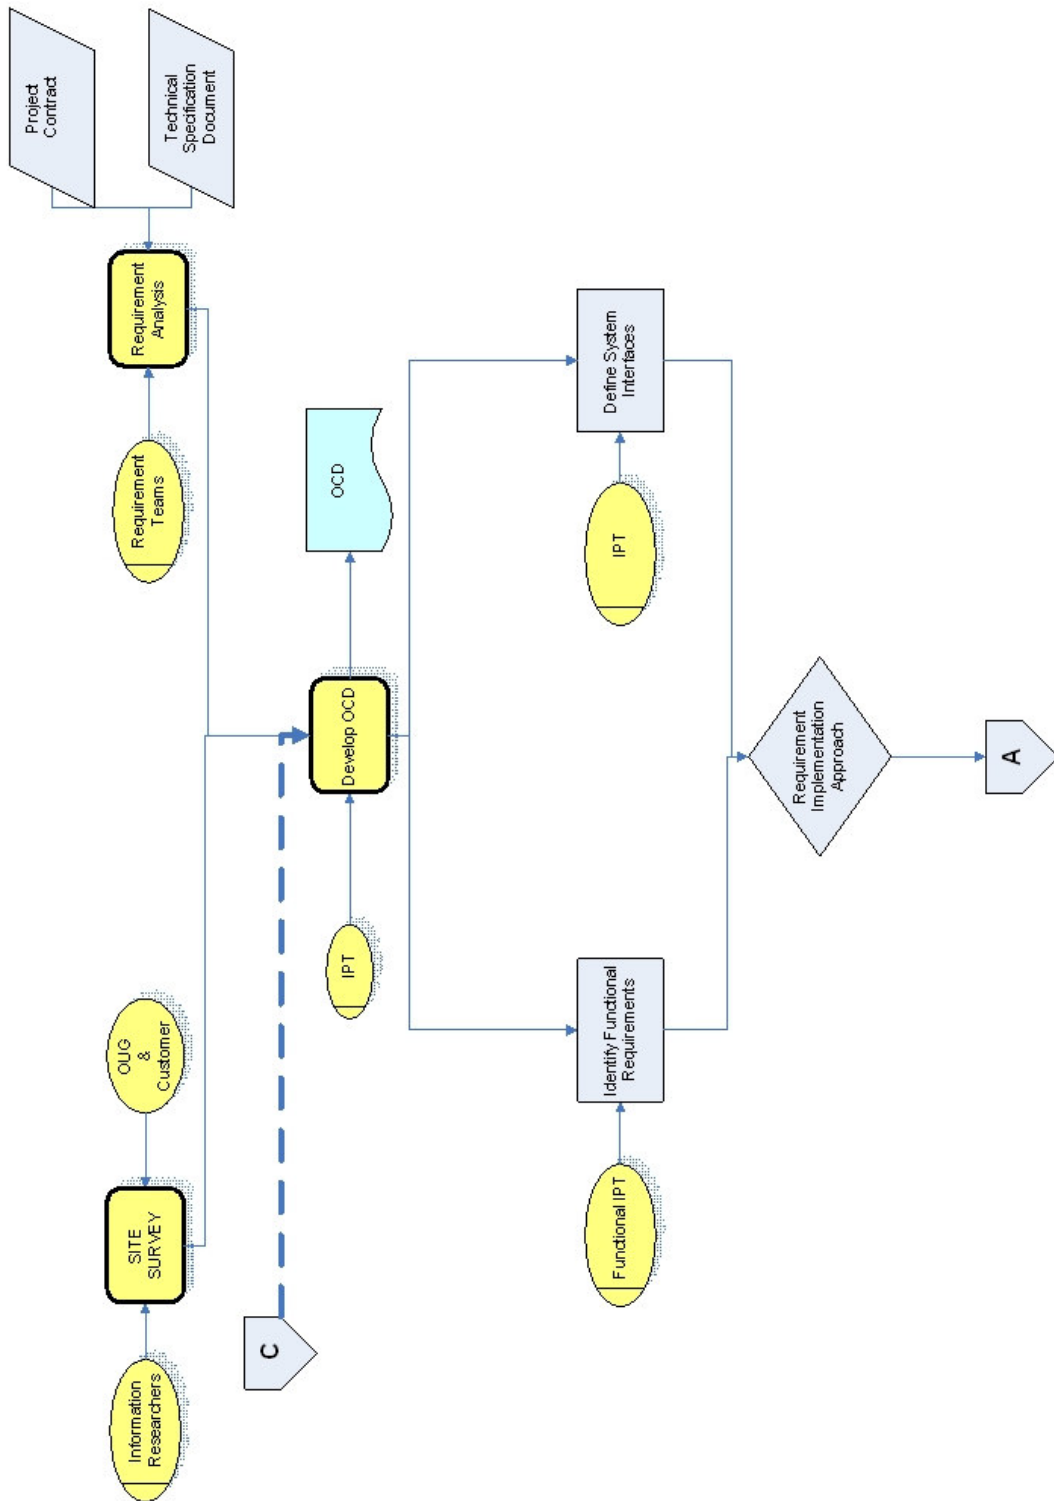 Project
Contract
Technical
Specification
Document
Requirement
Analysis
Requirement
Teams
OUG
&
Customer
SITE
SURVEY
Information
Researchers
C
OCD
Develop OCD
IPT
Define System
Interfaces
IPT
Identify Functional
Requirements
Functional IPT
Requirement
Implementation
Approach
A